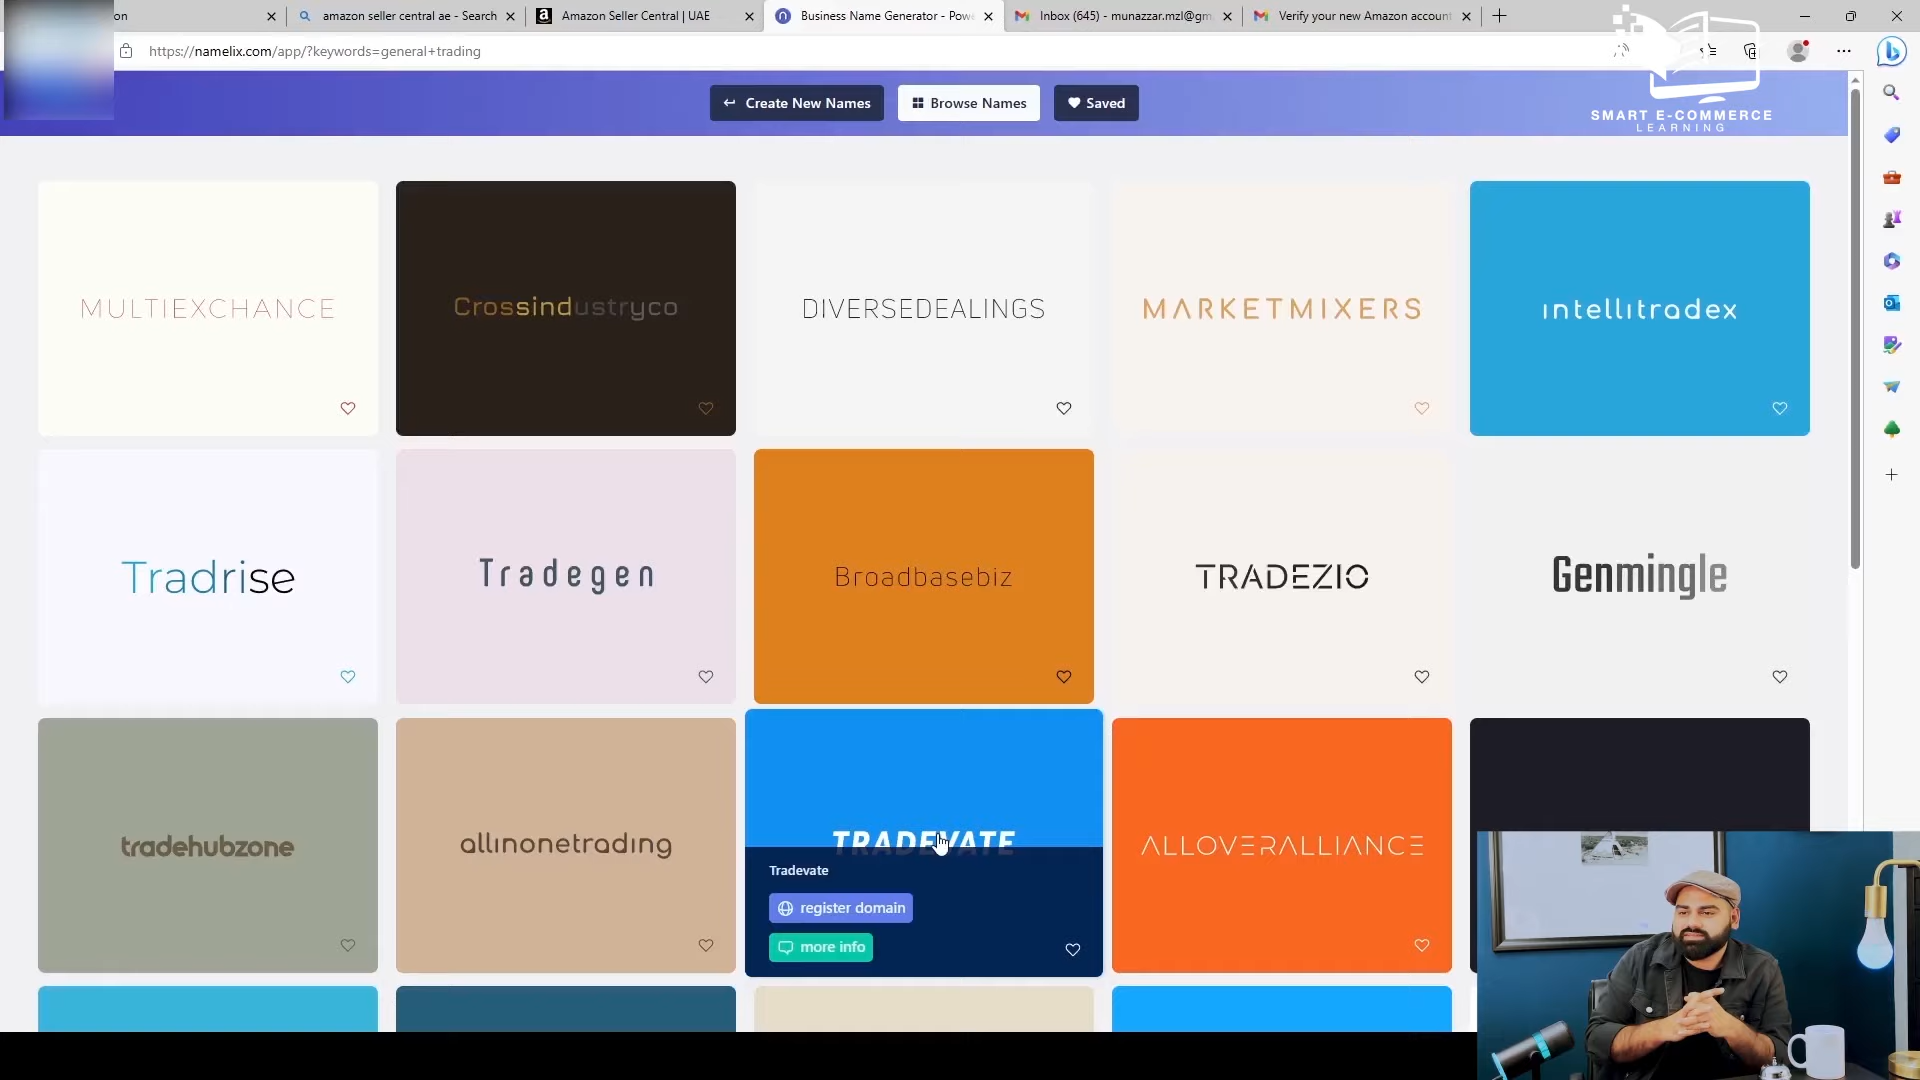 on
amazon seller central ae - Search
Amazon Seller Central | UAE
Business Name Generator - Pow
Inbox (645) - munazzar.mzl@gm
Verify your new Amazon account
https://namelix.com/app/?keywords=general+trading
Create New Names
Browse Names
Saved
SMART E-COMMERCE
LEARNING
MULTIEXCHANCE
Crossindustryco
DIVERSEDEALINGS
MARKETMIXERS
intellitradex
Tradrise
Tradegen
Broadbasebiz
TRADEZIO
Genmingle
tradehubzone
allinonetrading
TRADEVATE
Tradevate
register domain
more info
ALLOVERALLIANCE